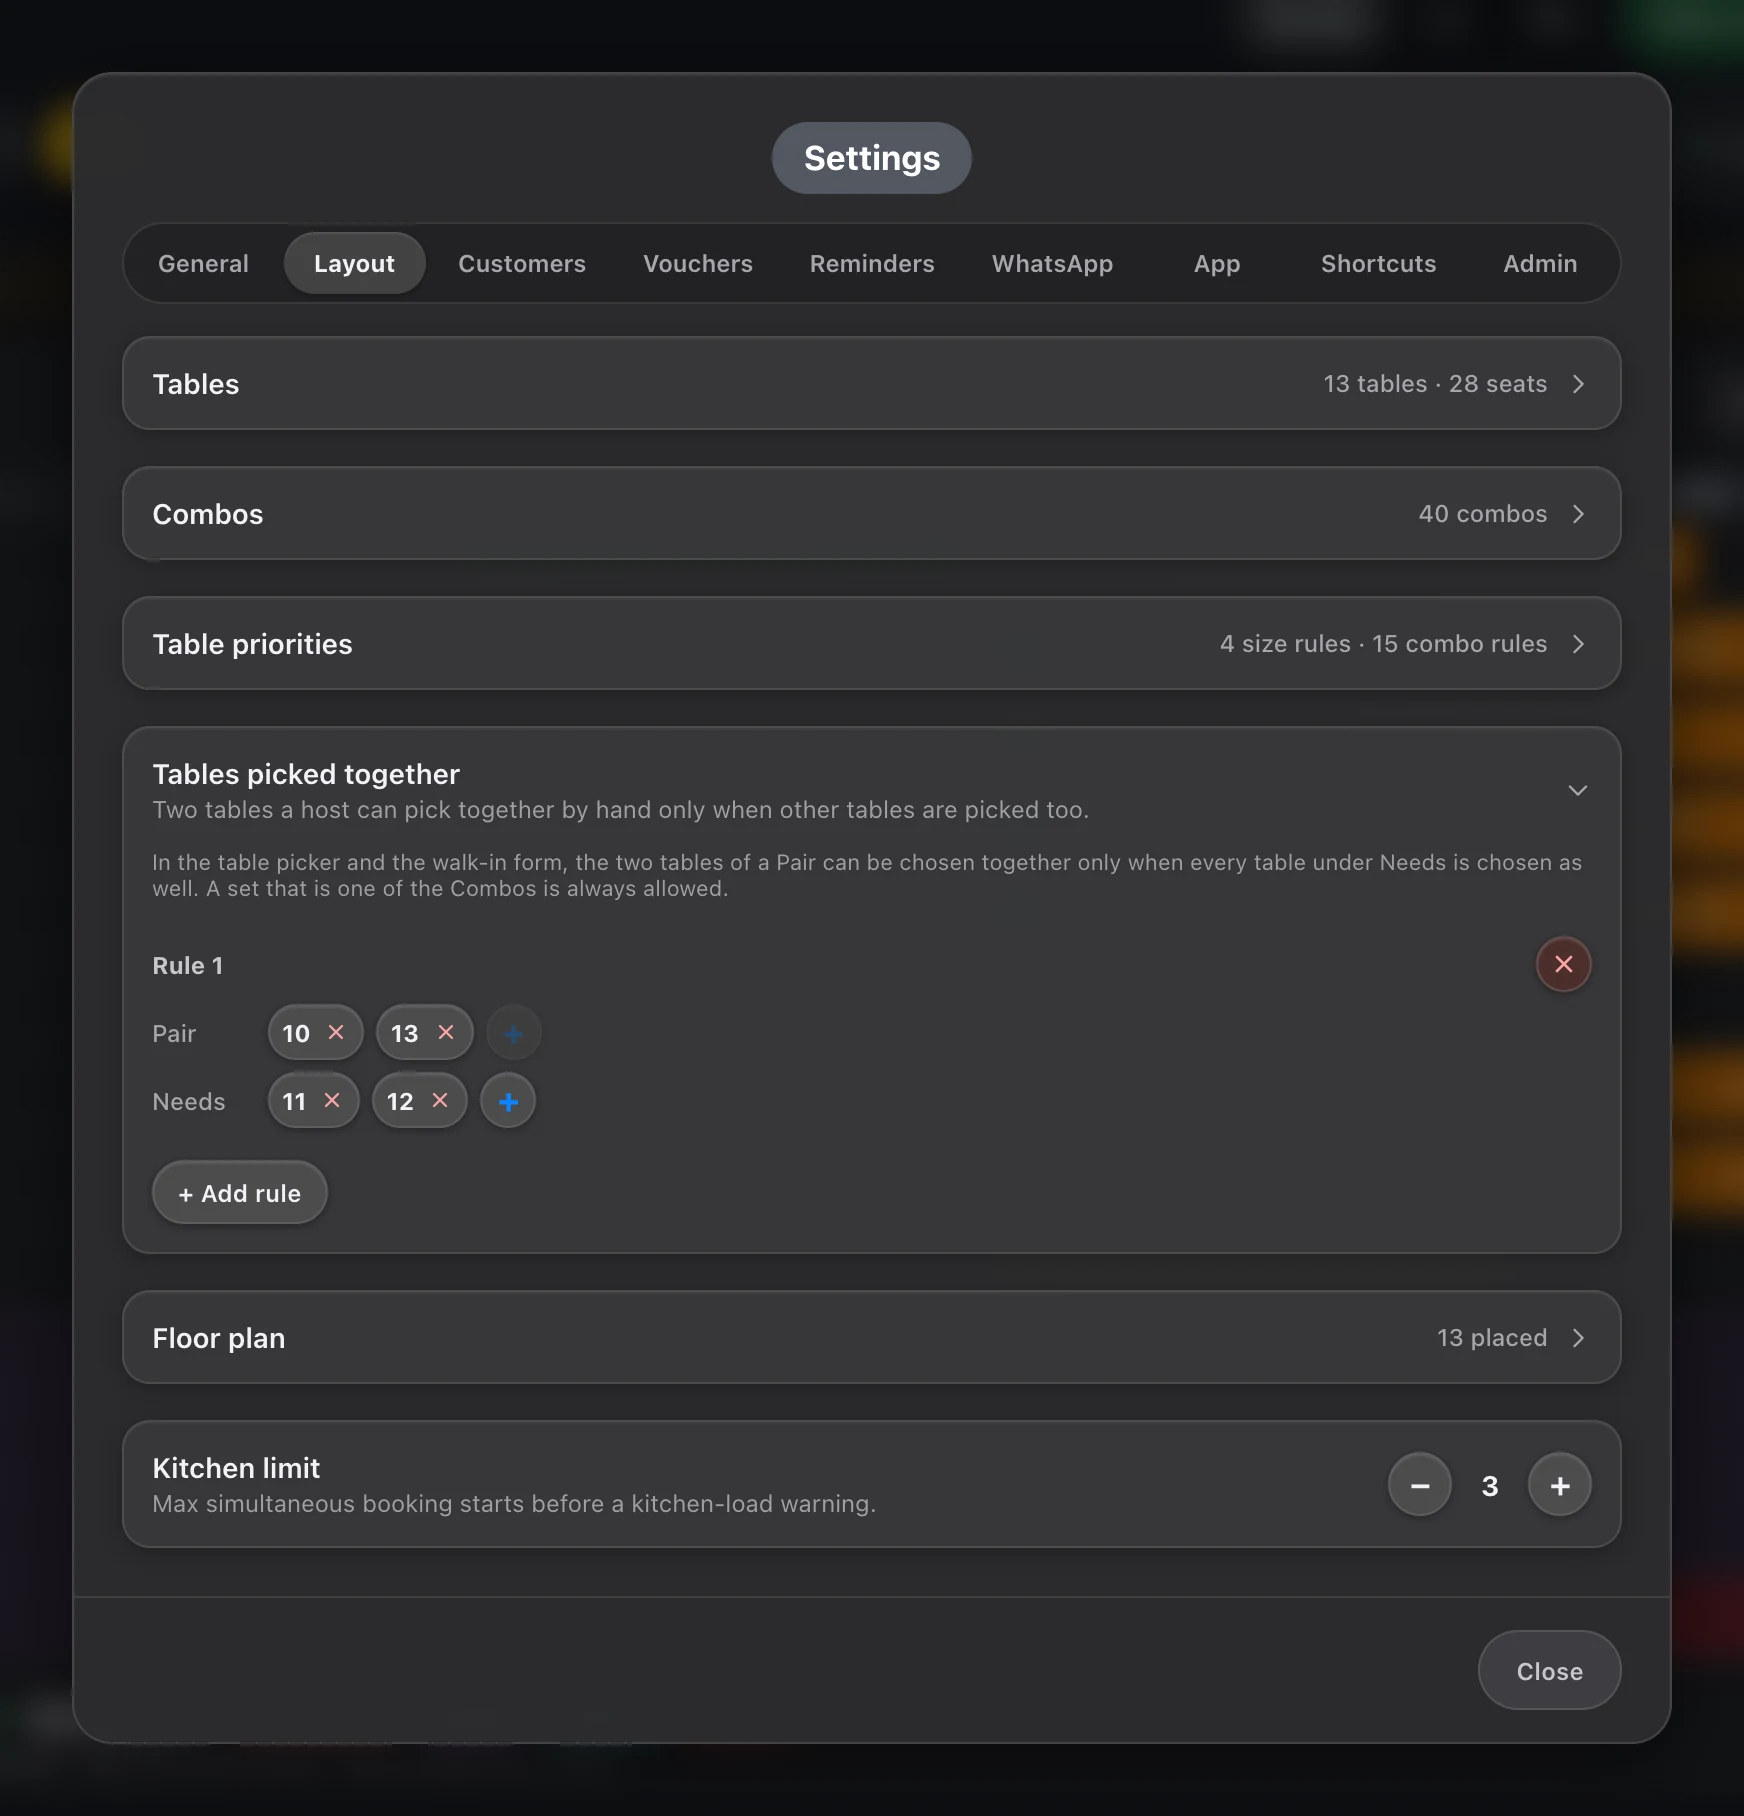 Settings
General Layout Customers Vouchers Reminders WhatsApp App Shortcuts Admin
Tables 13 tables · 28 seats
Combos 40 combos
Table priorities 4 size rules · 15 combo rules
Tables picked together
Two tables a host can pick together by hand only when other tables are picked too.
In the table picker and the walk-in form, the two tables of a Pair can be chosen together only when every table under Needs is chosen as
well. A set that is one of the Combos is always allowed.
Rule 1
Pair 10 × 13 × +
Needs 11 × 12 × +
+ Add rule
Floor plan 13 placed
Kitchen limit
Max simultaneous booking starts before a kitchen-load warning.
− 3 +
Close